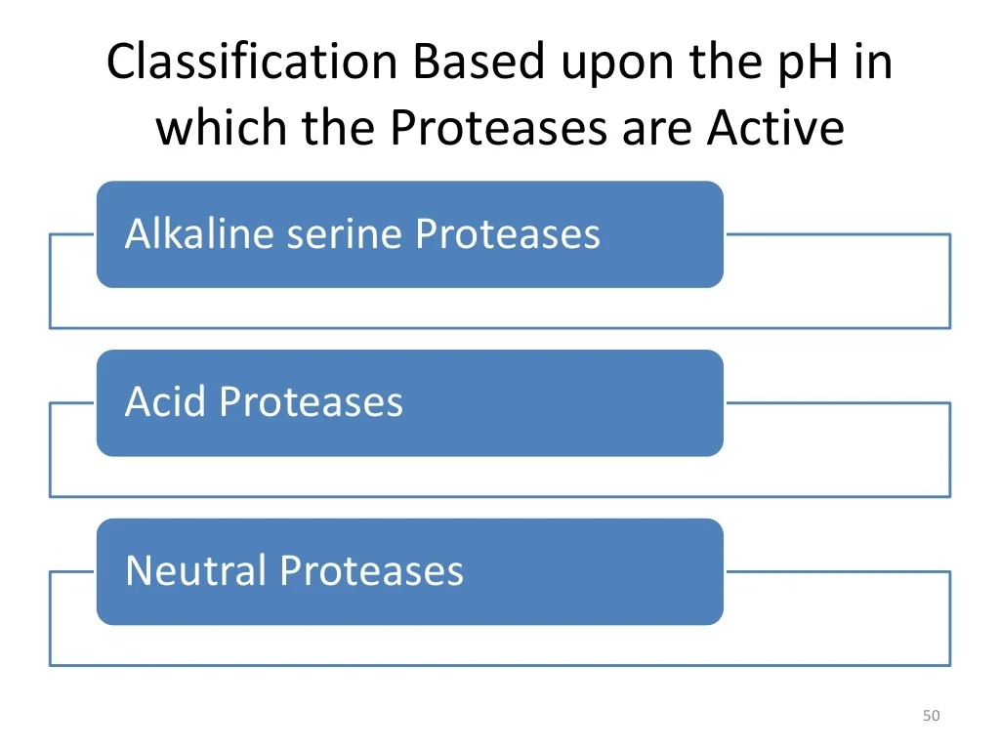 Classification Based upon the pH in
which the Proteases are Active
Alkaline serine Proteases
Acid Proteases
Neutral Proteases
50